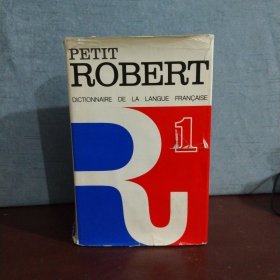 PETIT
ROBERT
DICTIONNAIRE DE LA LANGUE FRANÇAISE
1
R